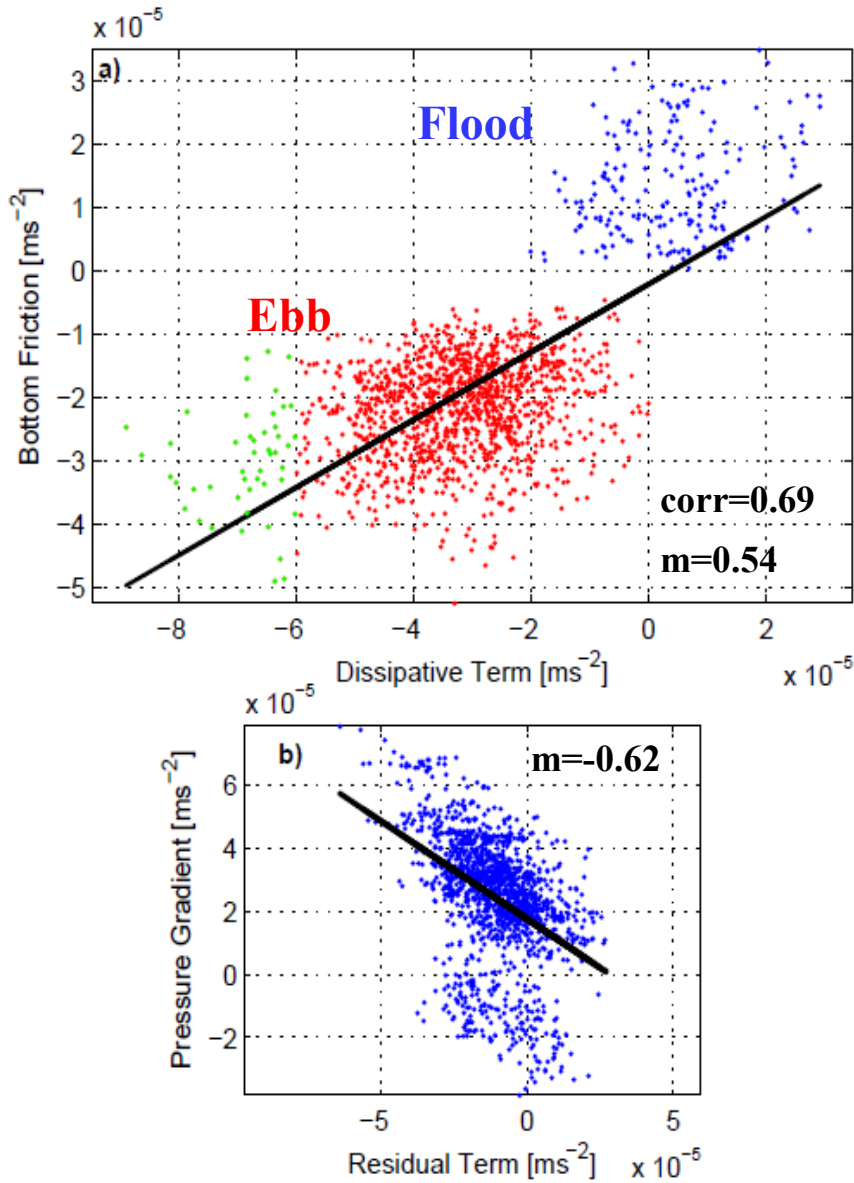 x 10⁻⁵
a)
3
2
1
0
−1
−2
−3
−4
−5
Bottom Friction [ms⁻²]
Flood
Ebb
corr=0.69
m=0.54
−8 −6 −4 −2 0 2
Dissipative Term [ms⁻²]
x 10⁻⁵
x 10⁻⁵
b)
m=-0.62
6
4
2
0
−2
Pressure Gradient [ms⁻²]
−5 0 5
Residual Term [ms⁻²]
x 10⁻⁵